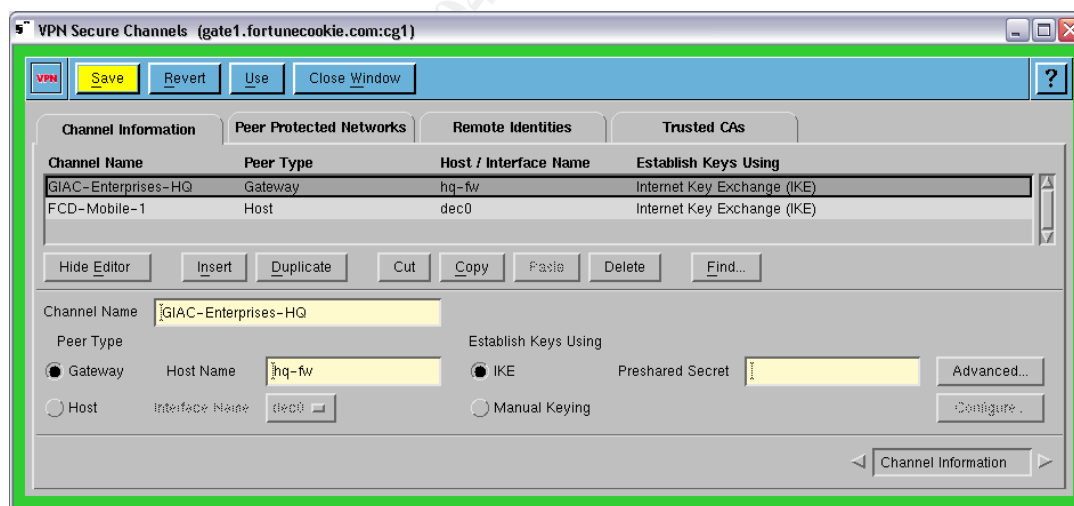 VPN Secure Channels (gate1.fortunecookie.com:cg1)
VPN Save Revert Use Close Window ?
Channel Information Peer Protected Networks Remote Identities Trusted CAs
Channel Name Peer Type Host / Interface Name Establish Keys Using
GIAC-Enterprises-HQ Gateway hq-fw Internet Key Exchange (IKE)
FCD-Mobile-1 Host dec0 Internet Key Exchange (IKE)
Hide Editor Insert Duplicate Cut Copy Paste Delete Find...
Channel Name GIAC-Enterprises-HQ
Peer Type Establish Keys Using
Gateway Host Name hq-fw IKE Preshared Secret Advanced...
Host Interface Name dec0 Manual Keying Configure..
Channel Information